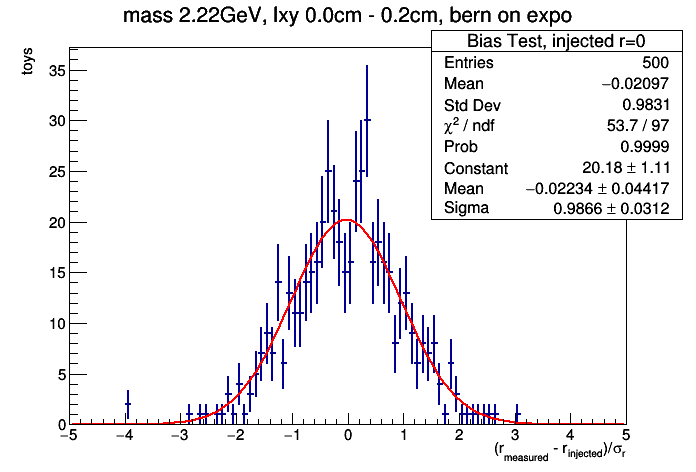 mass 2.22GeV, lxy 0.0cm - 0.2cm, bern on expo
Bias Test, injected r=0
Entries 500
Mean −0.02097
Std Dev 0.9831
χ² / ndf 53.7 / 97
Prob 0.9999
Constant 20.18 ± 1.11
Mean −0.02234 ± 0.04417
Sigma 0.9866 ± 0.0312
toys
35
30
25
20
15
10
5
0
−5 −4 −3 −2 −1 0 1 2 3 4 5
(r_measured - r_injected)/σ_r